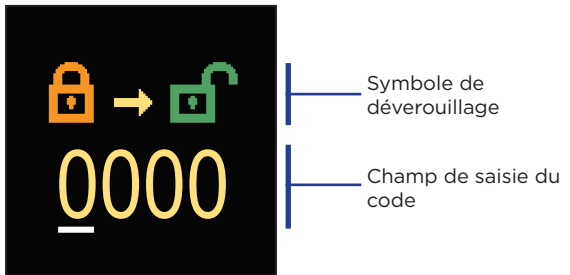 Symbole de
déverouillage
0000
Champ de saisie du
code